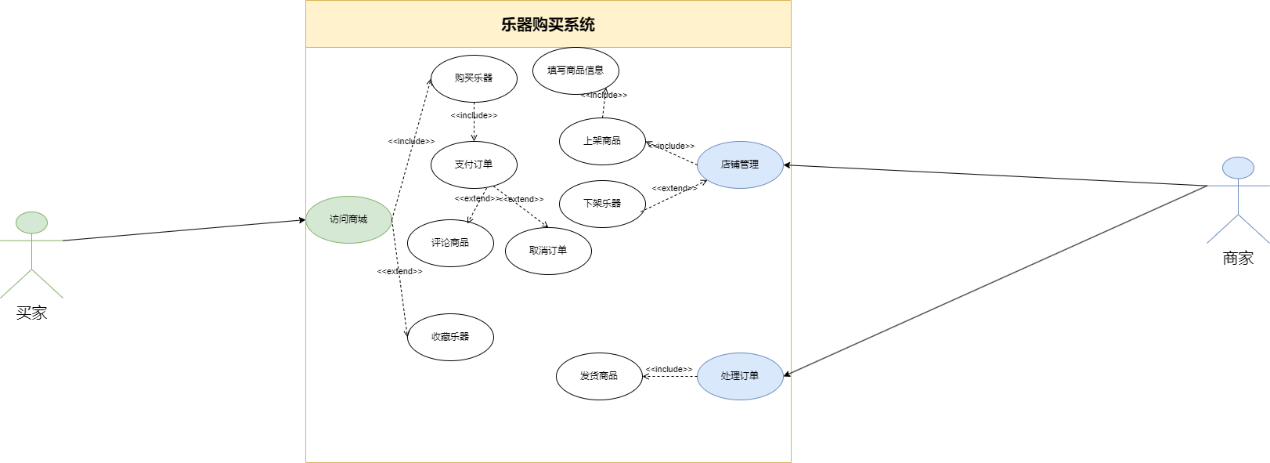 乐器购买系统
购买乐器
填写商品信息
<<include>>
<<include>>
<<include>>
上架商品
<<include>>
店铺管理
支付订单
<<extend>>
<<extend>>
<<extend>>
下架乐器
访问商城
评论商品
取消订单
<<extend>>
收藏乐器
发货商品
<<include>>
处理订单
买家
商家